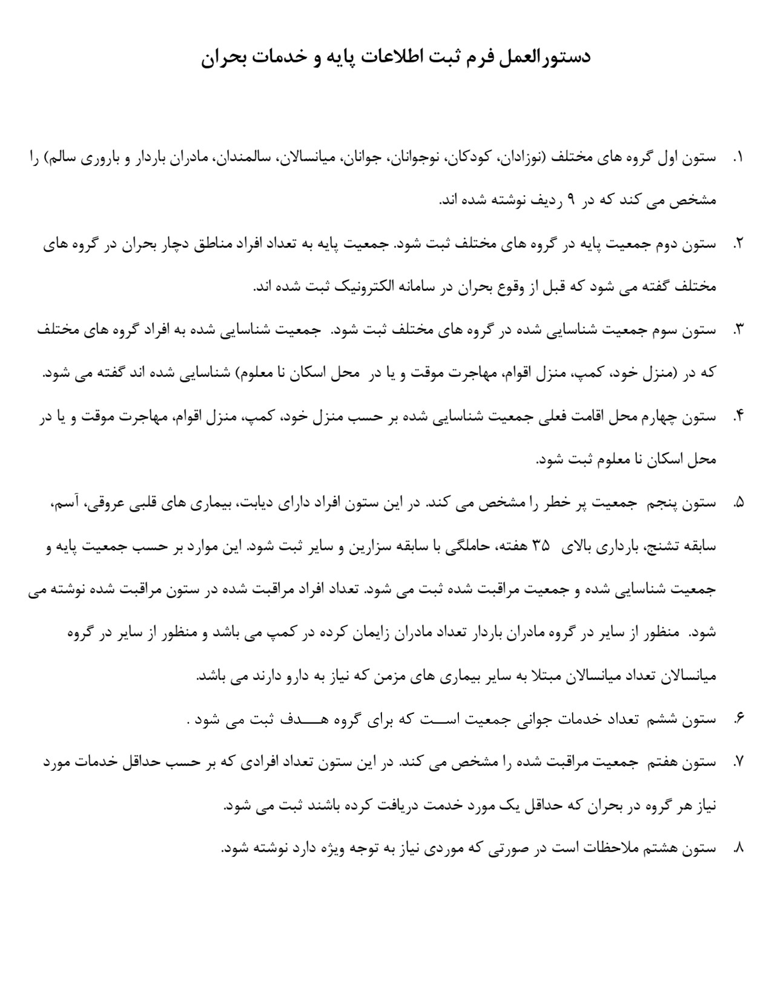 دستورالعمل فرم ثبت اطلاعات پایه و خدمات بحران
۱. ستون اول گروه های مختلف (نوزادان، کودکان، نوجوانان، جوانان، میانسالان، سالمندان، مادران باردار و باروری سالم) را
مشخص می کند که در ۹ ردیف نوشته شده اند.
۲. ستون دوم جمعیت پایه در گروه های مختلف ثبت شود. جمعیت پایه به تعداد افراد مناطق دچار بحران در گروه های
مختلف گفته می شود که قبل از وقوع بحران در سامانه الکترونیک ثبت شده اند.
۳. ستون سوم جمعیت شناسایی شده در گروه های مختلف ثبت شود. جمعیت شناسایی شده به افراد گروه های مختلف
که در (منزل خود، کمپ، منزل اقوام، مهاجرت موقت و یا در محل اسکان نا معلوم) شناسایی شده اند گفته می شود.
۴. ستون چهارم محل اقامت فعلی جمعیت شناسایی شده بر حسب منزل خود، کمپ، منزل اقوام، مهاجرت موقت و یا در
محل اسکان نا معلوم ثبت شود.
۵. ستون پنجم جمعیت پر خطر را مشخص می کند. در این ستون افراد دارای دیابت، بیماری های قلبی عروقی، آسم،
سابقه تشنج، بارداری بالای ۳۵ هفته، حاملگی با سابقه سزارین و سایر ثبت شود. این موارد بر حسب جمعیت پایه و
جمعیت شناسایی شده و جمعیت مراقبت شده ثبت می شود. تعداد افراد مراقبت شده در ستون مراقبت شده نوشته می
شود. منظور از سایر در گروه مادران باردار تعداد مادران زایمان کرده در کمپ می باشد و منظور از سایر در گروه
میانسالان تعداد میانسالان مبتلا به سایر بیماری های مزمن که نیاز به دارو دارند می باشد.
۶. ستون ششم تعداد خدمات جوانی جمعیت اســت که برای گروه هــــدف ثبت می شود .
۷. ستون هفتم جمعیت مراقبت شده را مشخص می کند. در این ستون تعداد افرادی که بر حسب حداقل خدمات مورد
نیاز هر گروه در بحران که حداقل یک مورد خدمت دریافت کرده باشند ثبت می شود.
۸. ستون هشتم ملاحظات است در صورتی که موردی نیاز به توجه ویژه دارد نوشته شود.